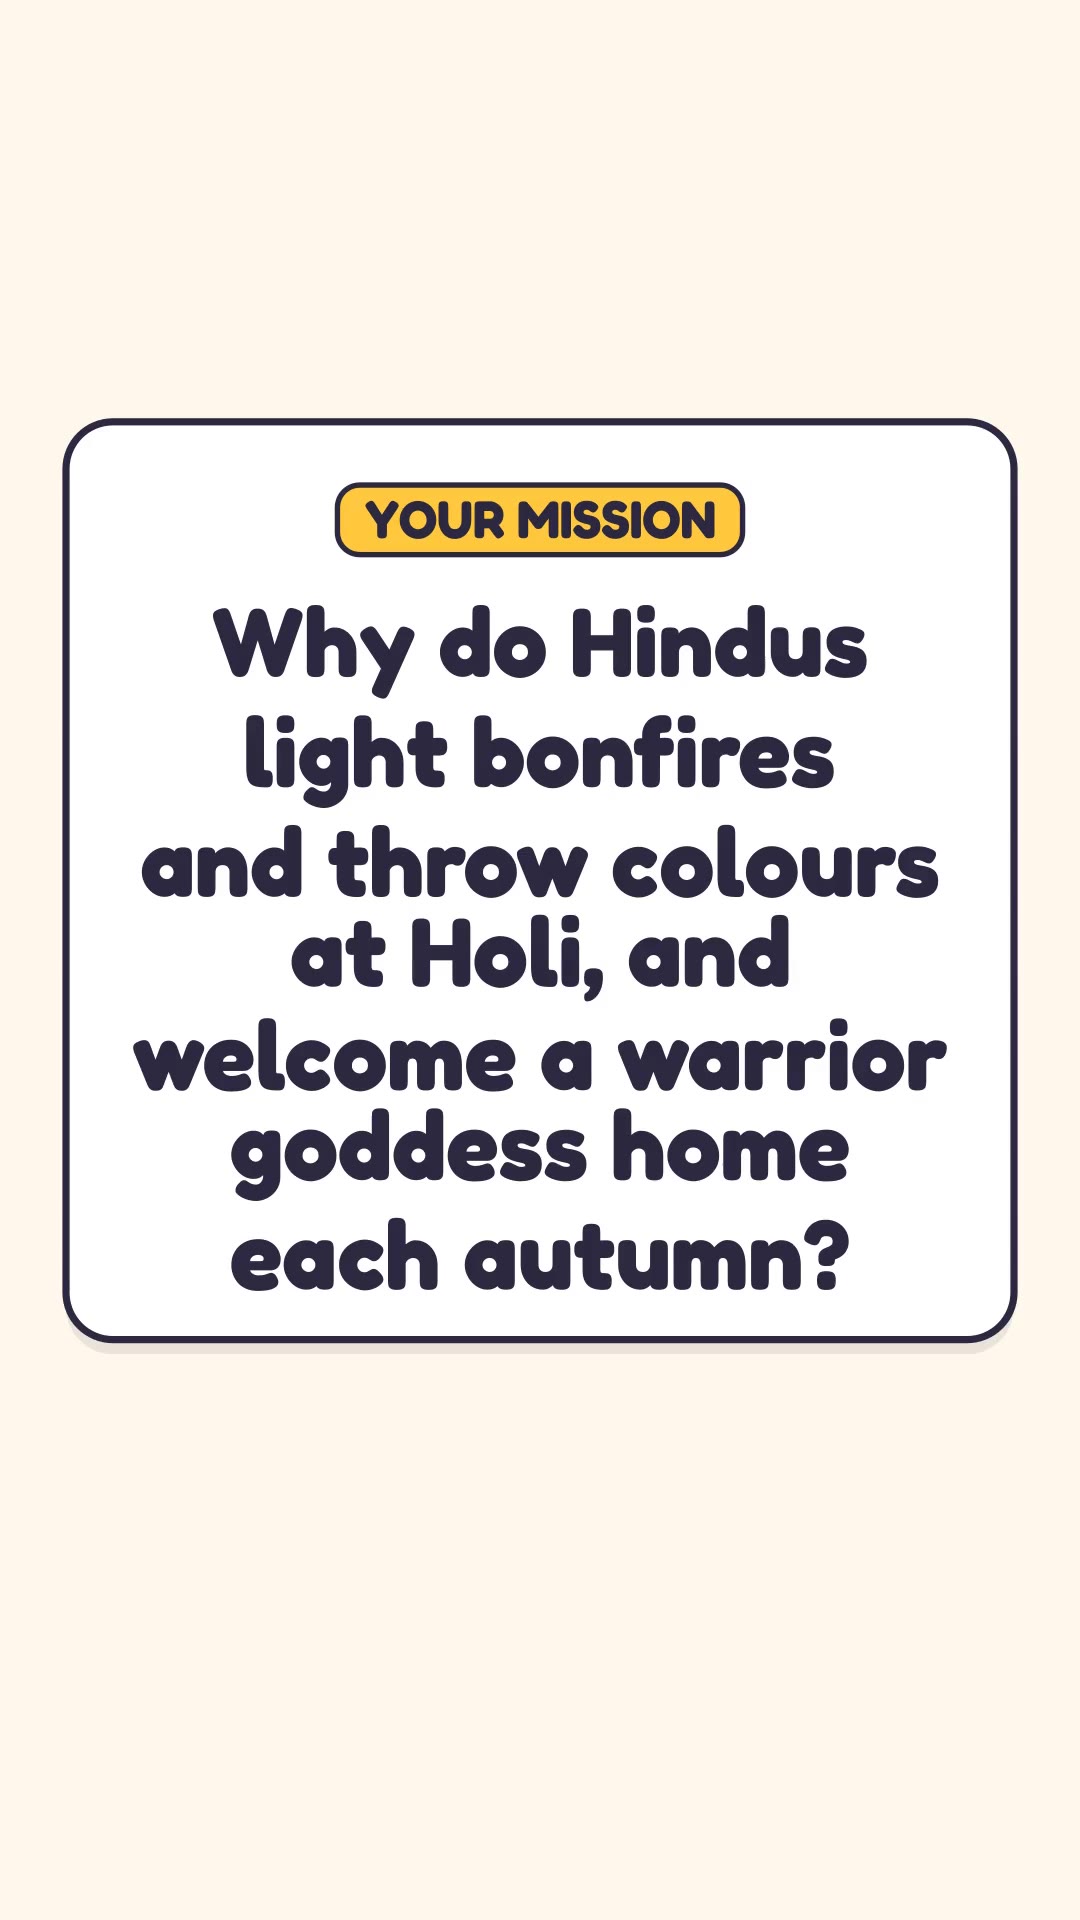 YOUR MISSION
Why do Hindus
light bonfires
and throw colours
at Holi, and
welcome a warrior
goddess home
each autumn?